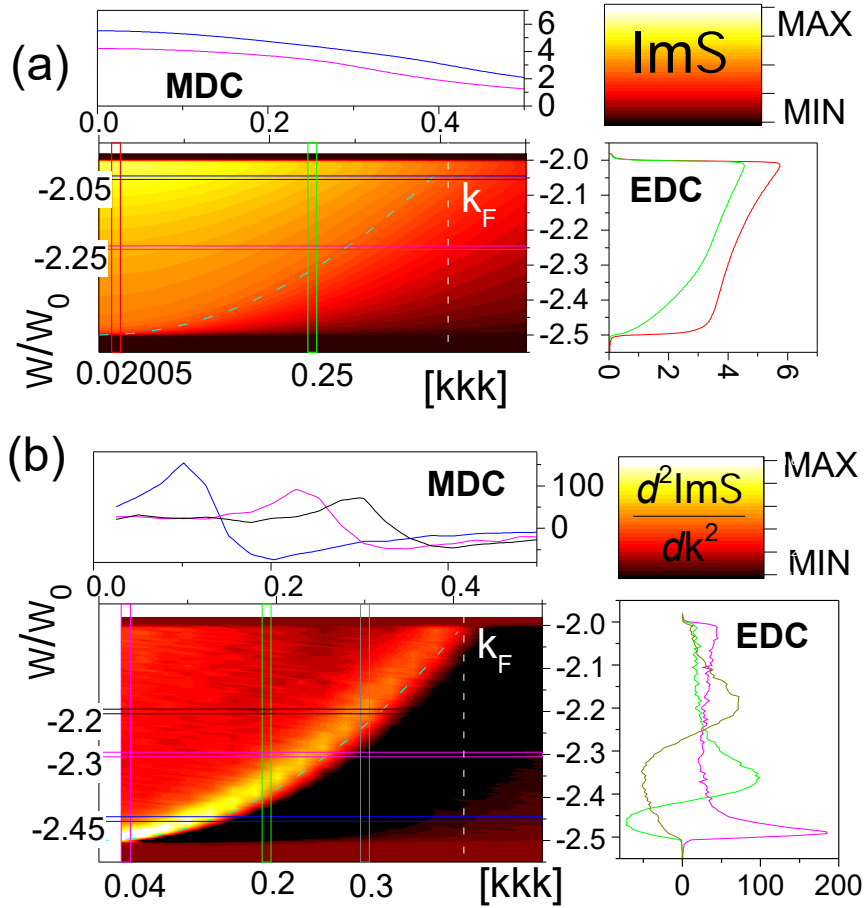 (a)
MDC
6
4
2
0
0.0 0.2 0.4
ImS
MAX
MIN
w/w0
-2.05
-2.25
kF
-2.0
-2.1
-2.2
-2.3
-2.4
-2.5
0.02005 0.25 [kkk]
EDC
0 2 4 6
(b)
MDC
100
0
0.0 0.2 0.4
d²ImS
dk²
MAX
MIN
w/w0
-2.2
-2.3
-2.45
kF
-2.0
-2.1
-2.2
-2.3
-2.4
-2.5
0.04 0.2 0.3 [kkk]
EDC
0 100 200